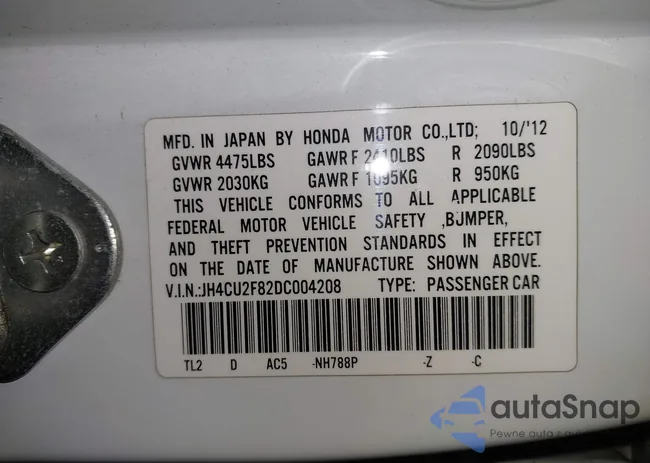 MFD. IN JAPAN BY HONDA MOTOR CO.,LTD; 10/'12
GVWR 4475LBS GAWR F 2410LBS R 2090LBS
GVWR 2030KG GAWR F 1095KG R 950KG
THIS VEHICLE CONFORMS TO ALL APPLICABLE
FEDERAL MOTOR VEHICLE SAFETY ,BUMPER,
AND THEFT PREVENTION STANDARDS IN EFFECT
ON THE DATE OF MANUFACTURE SHOWN ABOVE.
V.I.N.:JH4CU2F82DC004208 TYPE: PASSENGER CAR
TL2 D AC5 -NH788P -Z -C
autaSnap
Pewne auta z